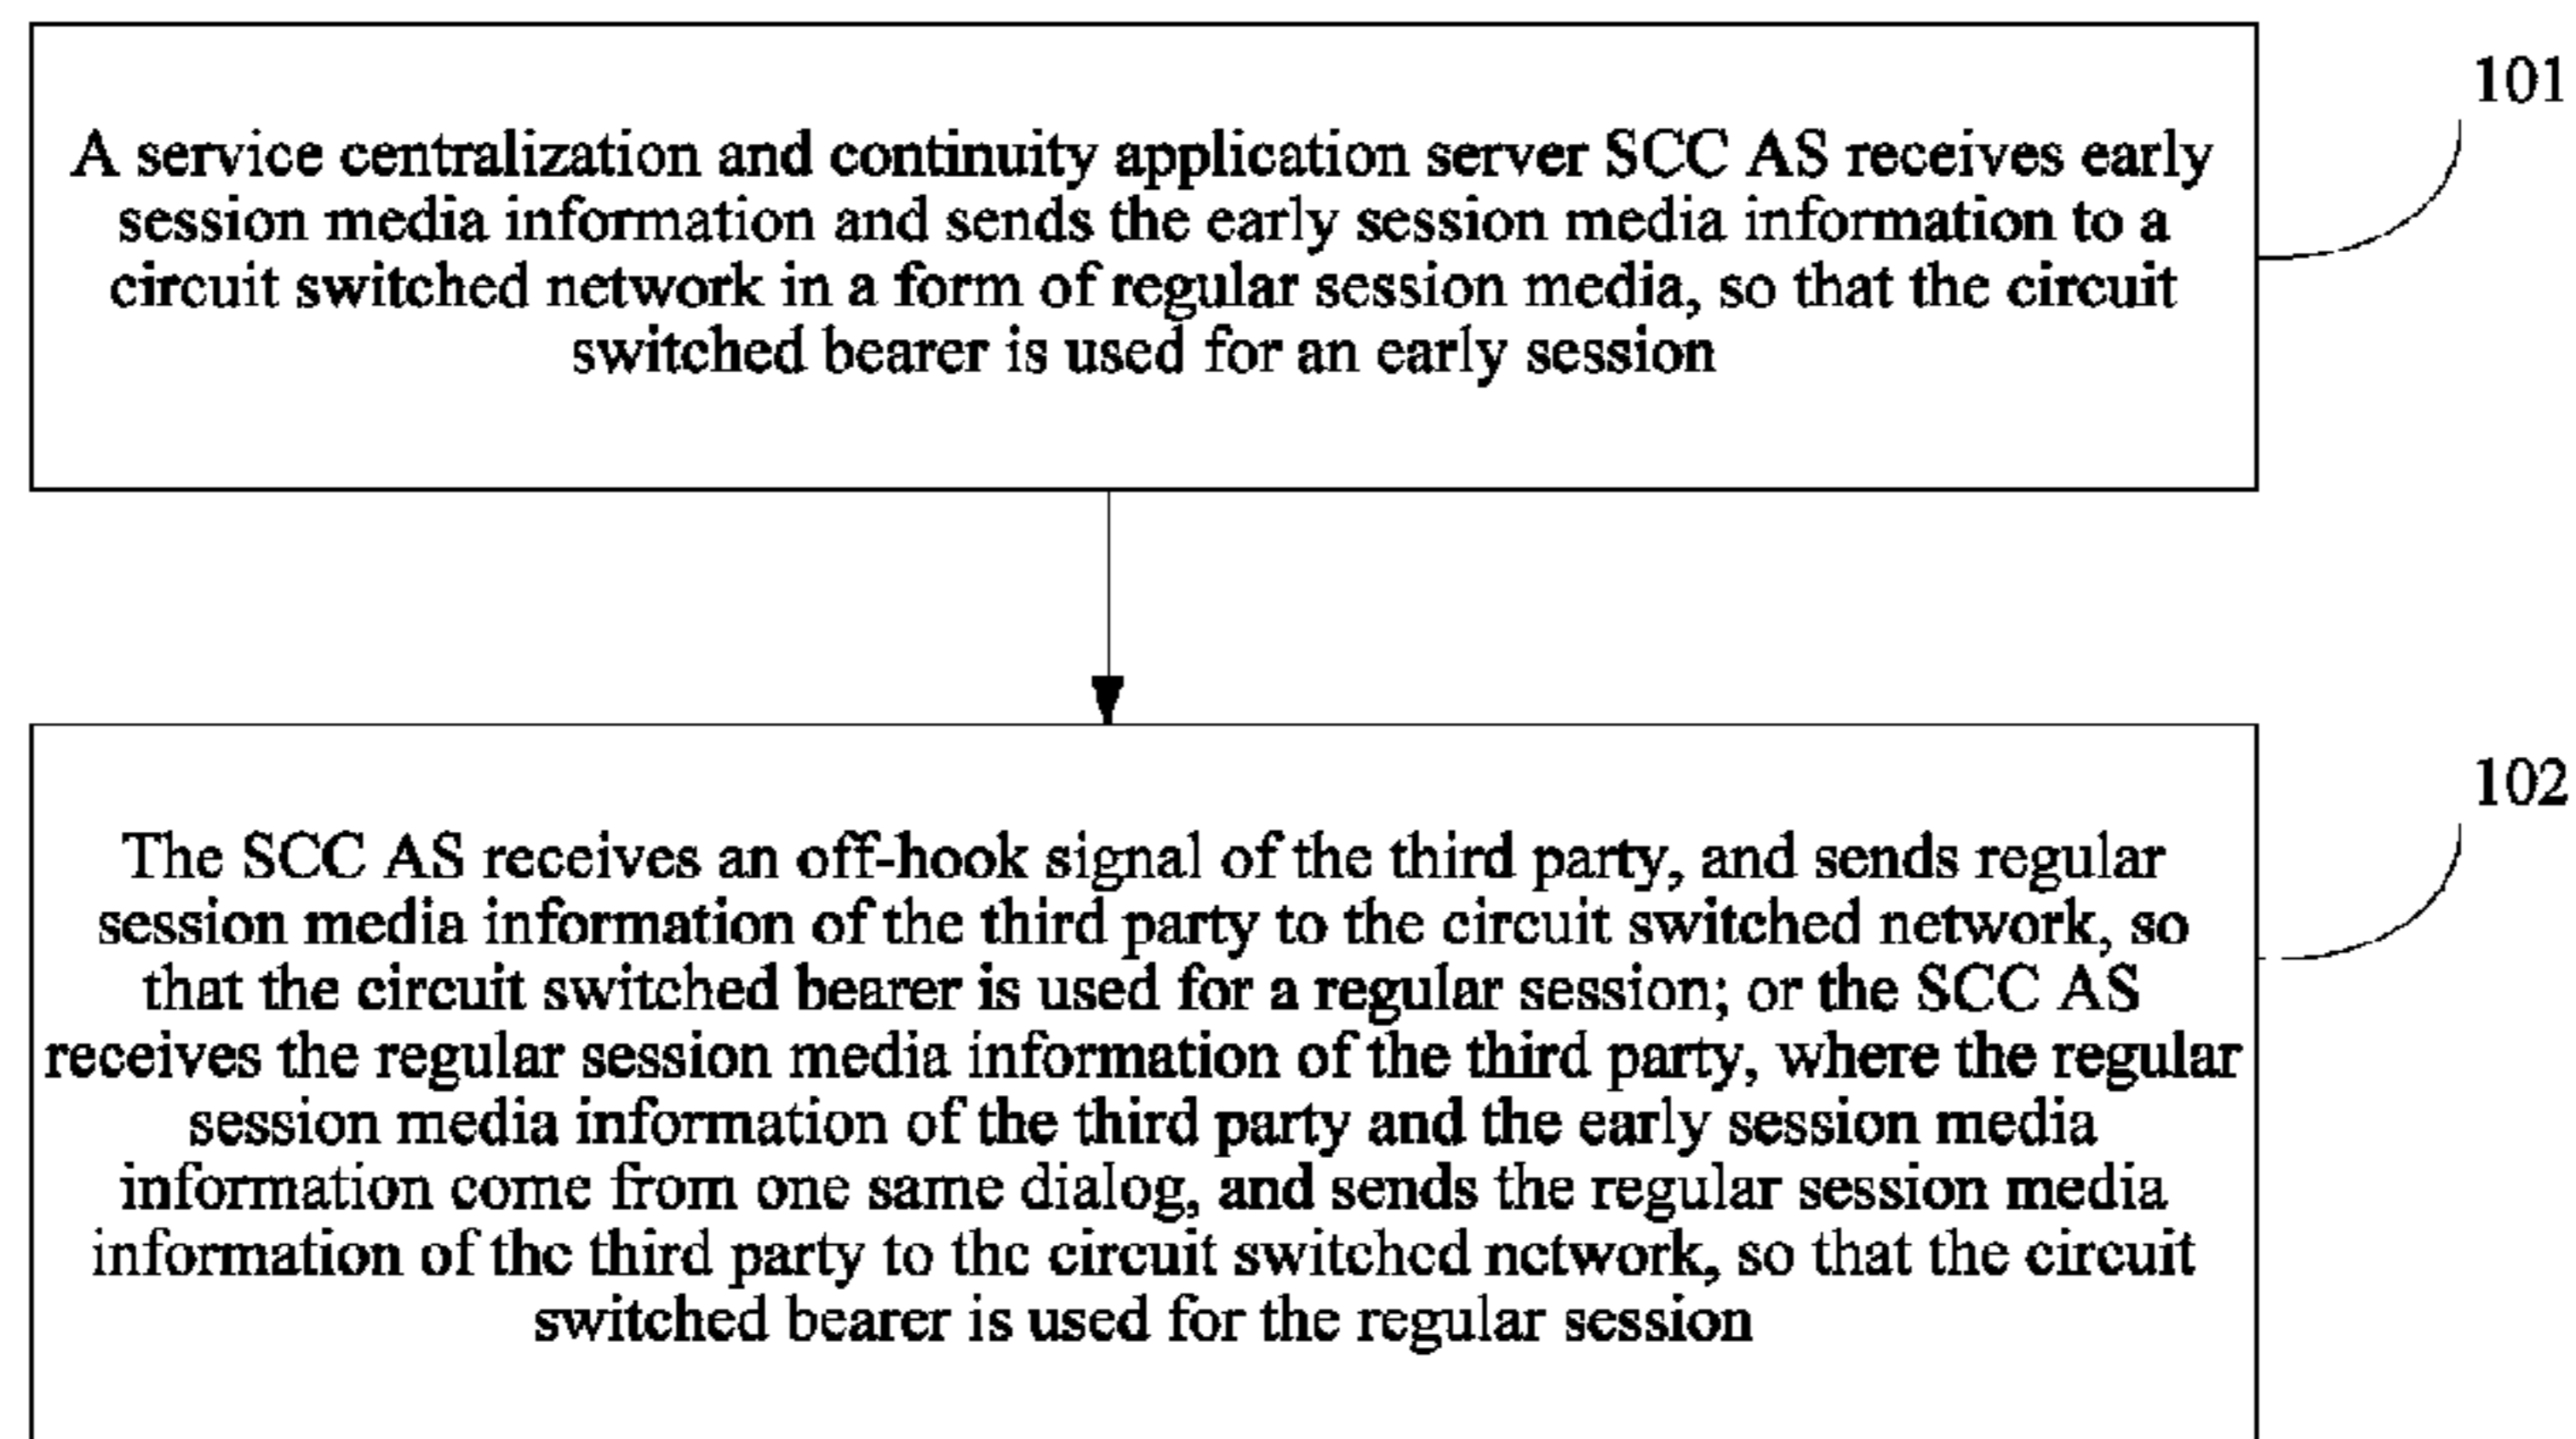 A service centralization and continuity application server SCC AS receives early
session media information and sends the early session media information to a
circuit switched network in a form of regular session media, so that the circuit
switched bearer is used for an early session
101
The SCC AS receives an off-hook signal of the third party, and sends regular
session media information of the third party to the circuit switched network, so
that the circuit switched bearer is used for a regular session; or the SCC AS
receives the regular session media information of the third party, where the regular
session media information of the third party and the early session media
information come from one same dialog, and sends the regular session media
information of the third party to the circuit switched network, so that the circuit
switched bearer is used for the regular session
102